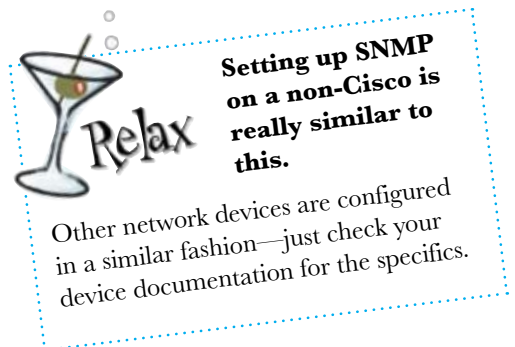 Relax
Setting up SNMP
on a non-Cisco is
really similar to
this.
Other network devices are configured
in a similar fashion—just check your
device documentation for the specifics.